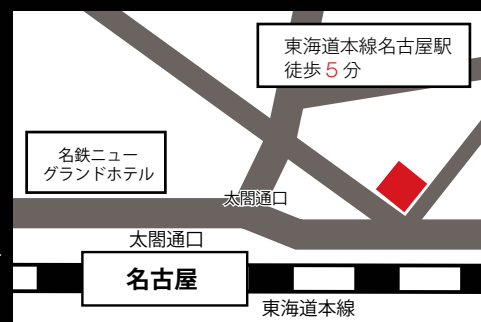 東海道本線名古屋駅
徒歩5分
名鉄ニュー
グランドホテル
太閤通口
太閤通口
名古屋
東海道本線